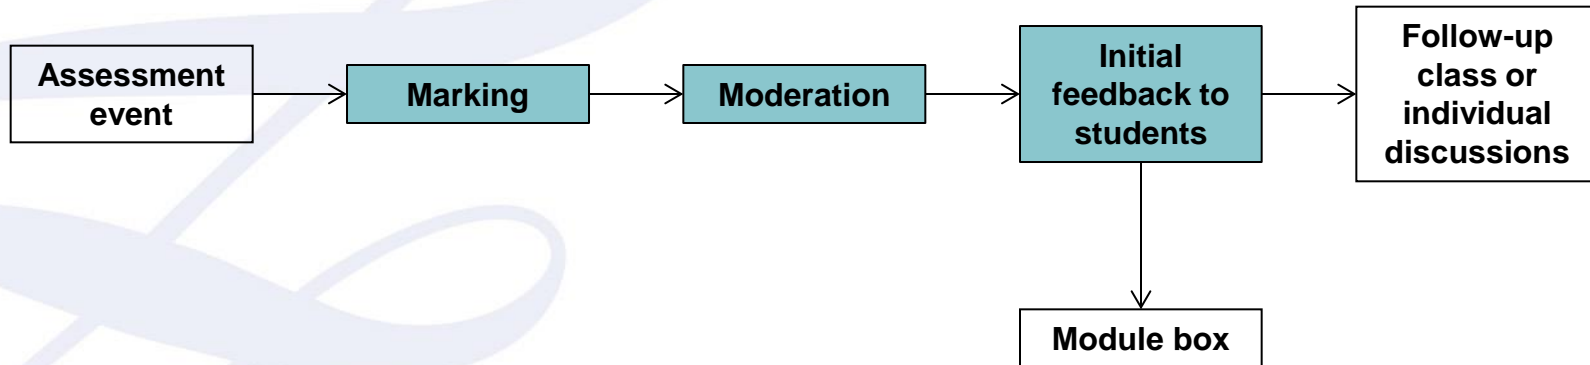 Assessment
event
Marking
Moderation
Initial
feedback to
students
Follow-up
class or
individual
discussions
Module box